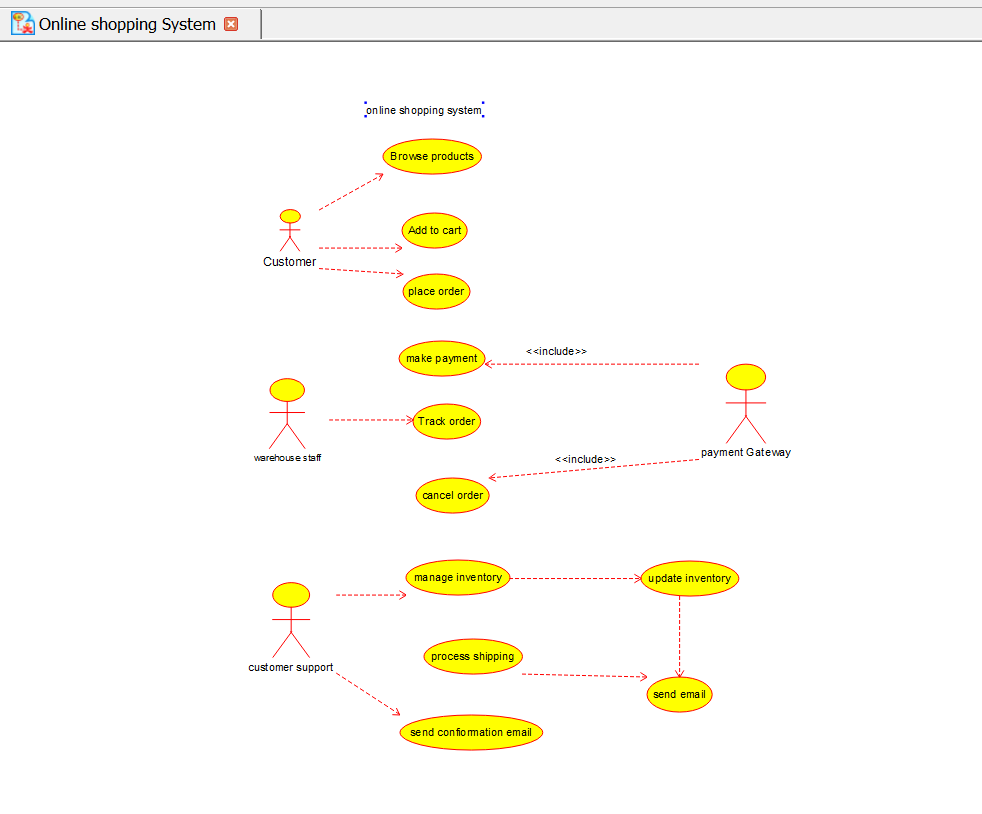 Online shopping System
online shopping system
Browse products
Add to cart
Customer
place order
<<include>>
make payment
Track order
payment Gateway
warehouse staff
<<include>>
cancel order
manage inventory
update inventory
process shipping
customer support
send email
send confiormation email